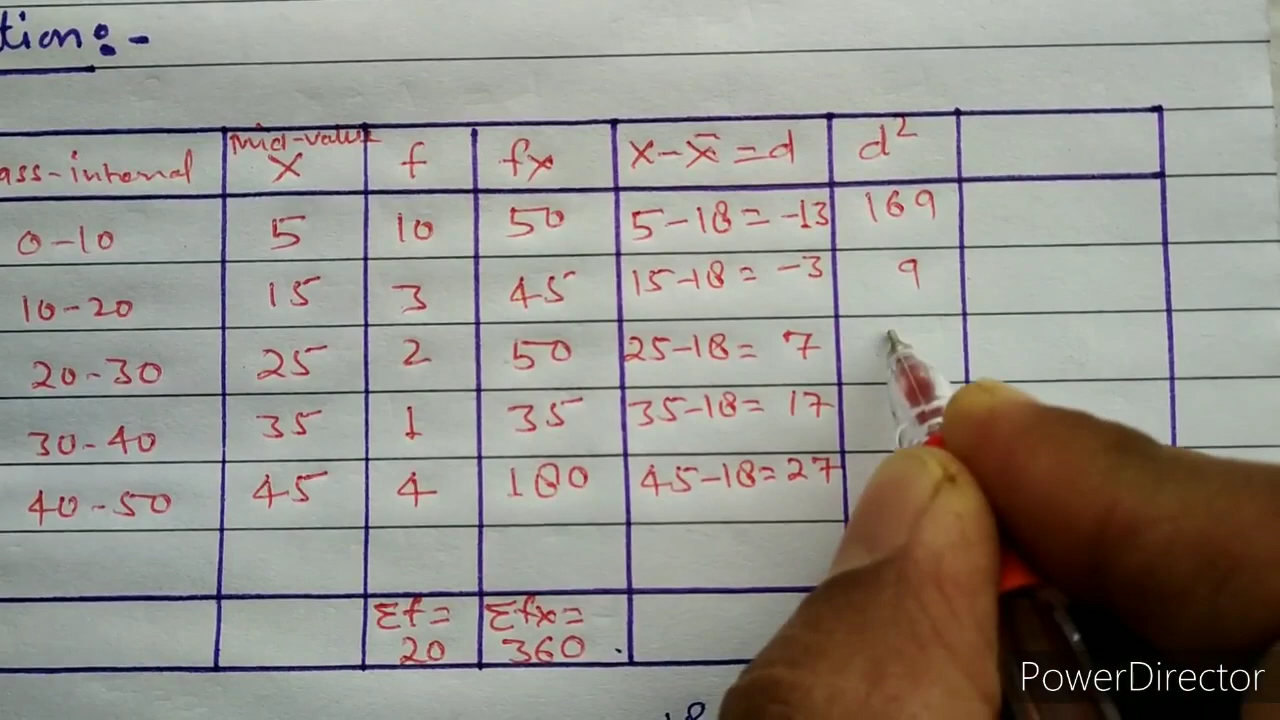 tion:-
ass-interval Mid-value x f fx x-x̄=d d²
0-10 5 10 50 5-18=-13 169
10-20 15 3 45 15-18=-3 9
20-30 25 2 50 25-18=7
30-40 35 1 35 35-18=17
40-50 45 4 180 45-18=27
Σf=20 Σfx=360
18
PowerDirector